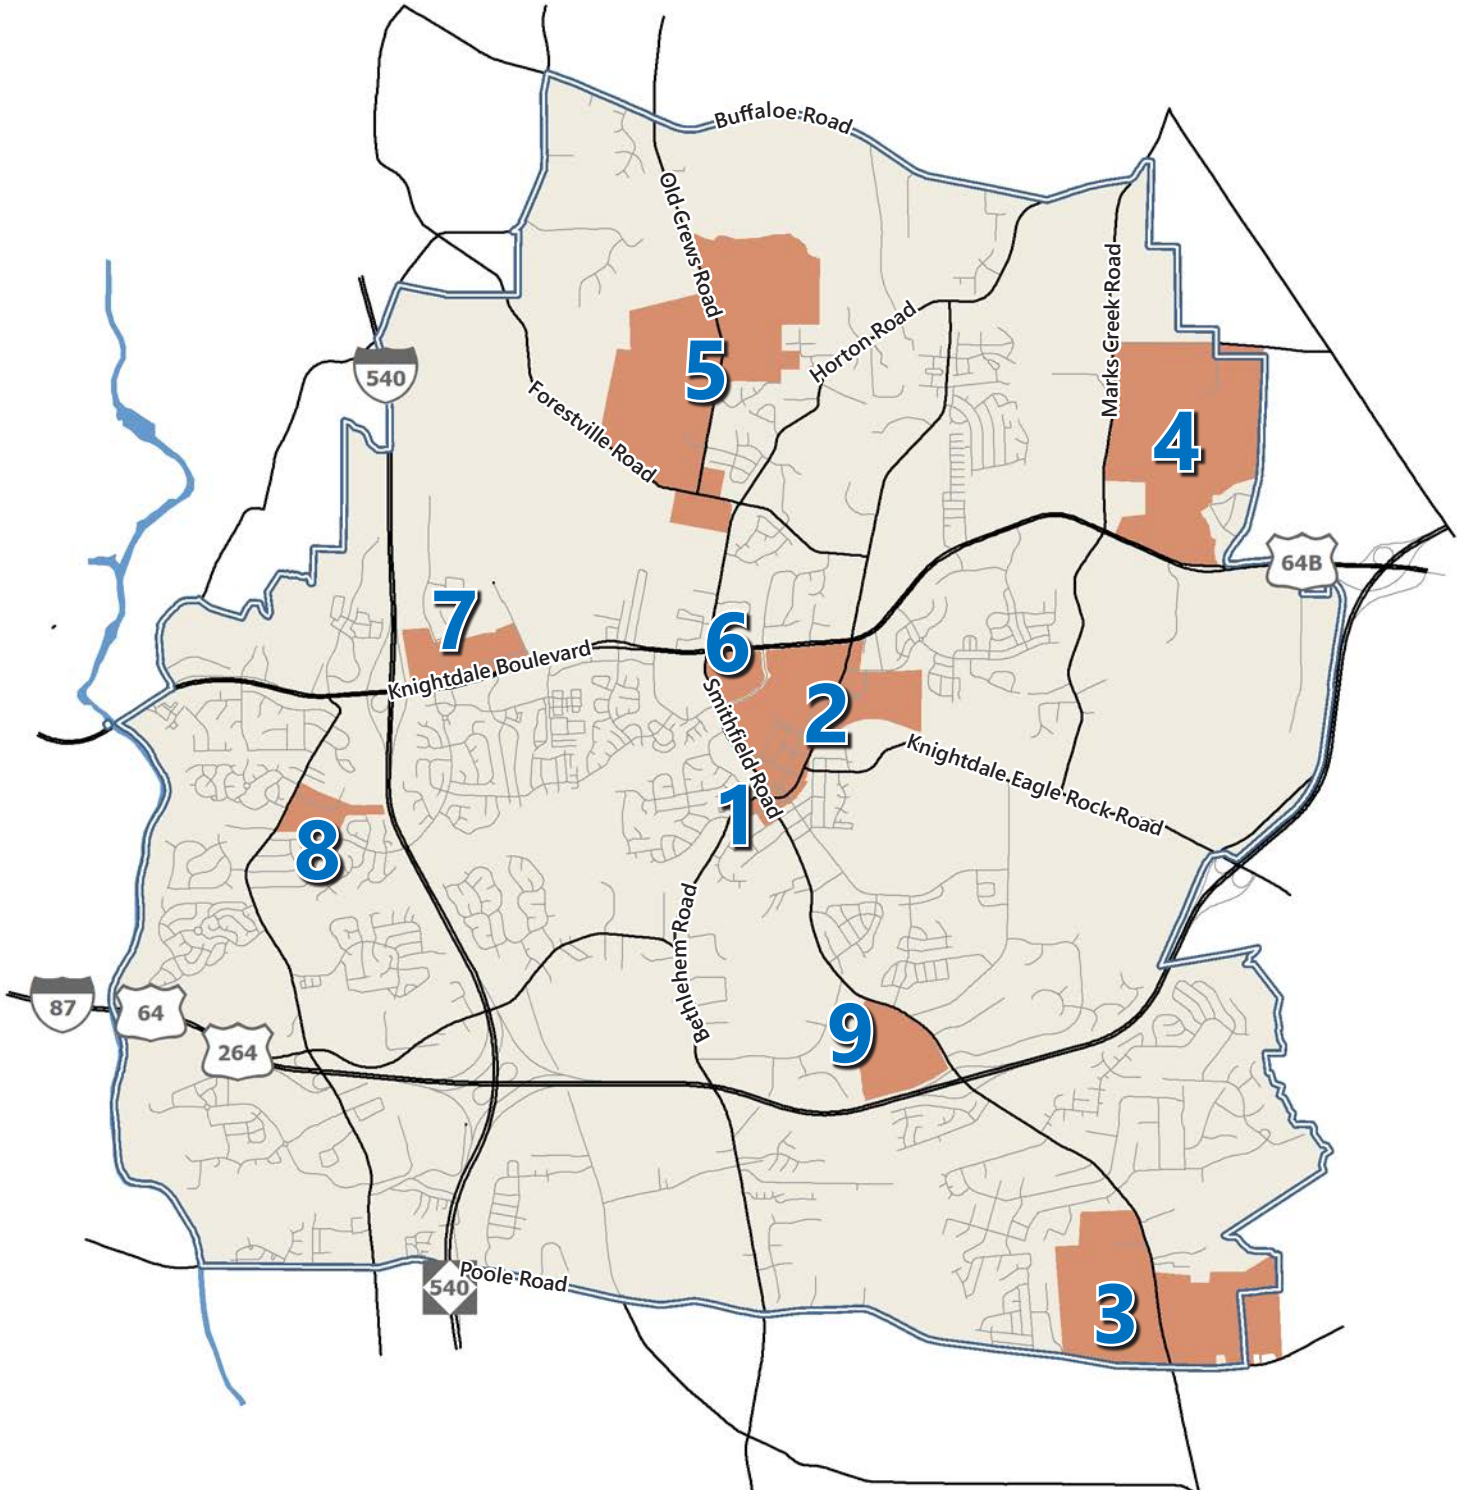 Buffaloe Road
Old Crews Road
Marks Creek Road
Horton Road
5
540
Forestville Road
4
64B
7
6
Knightdale Boulevard
Smithfield Road
2
Knightdale Eagle Rock Road
1
8
Bethlehem Road
87
64
9
264
540
Poole Road
3